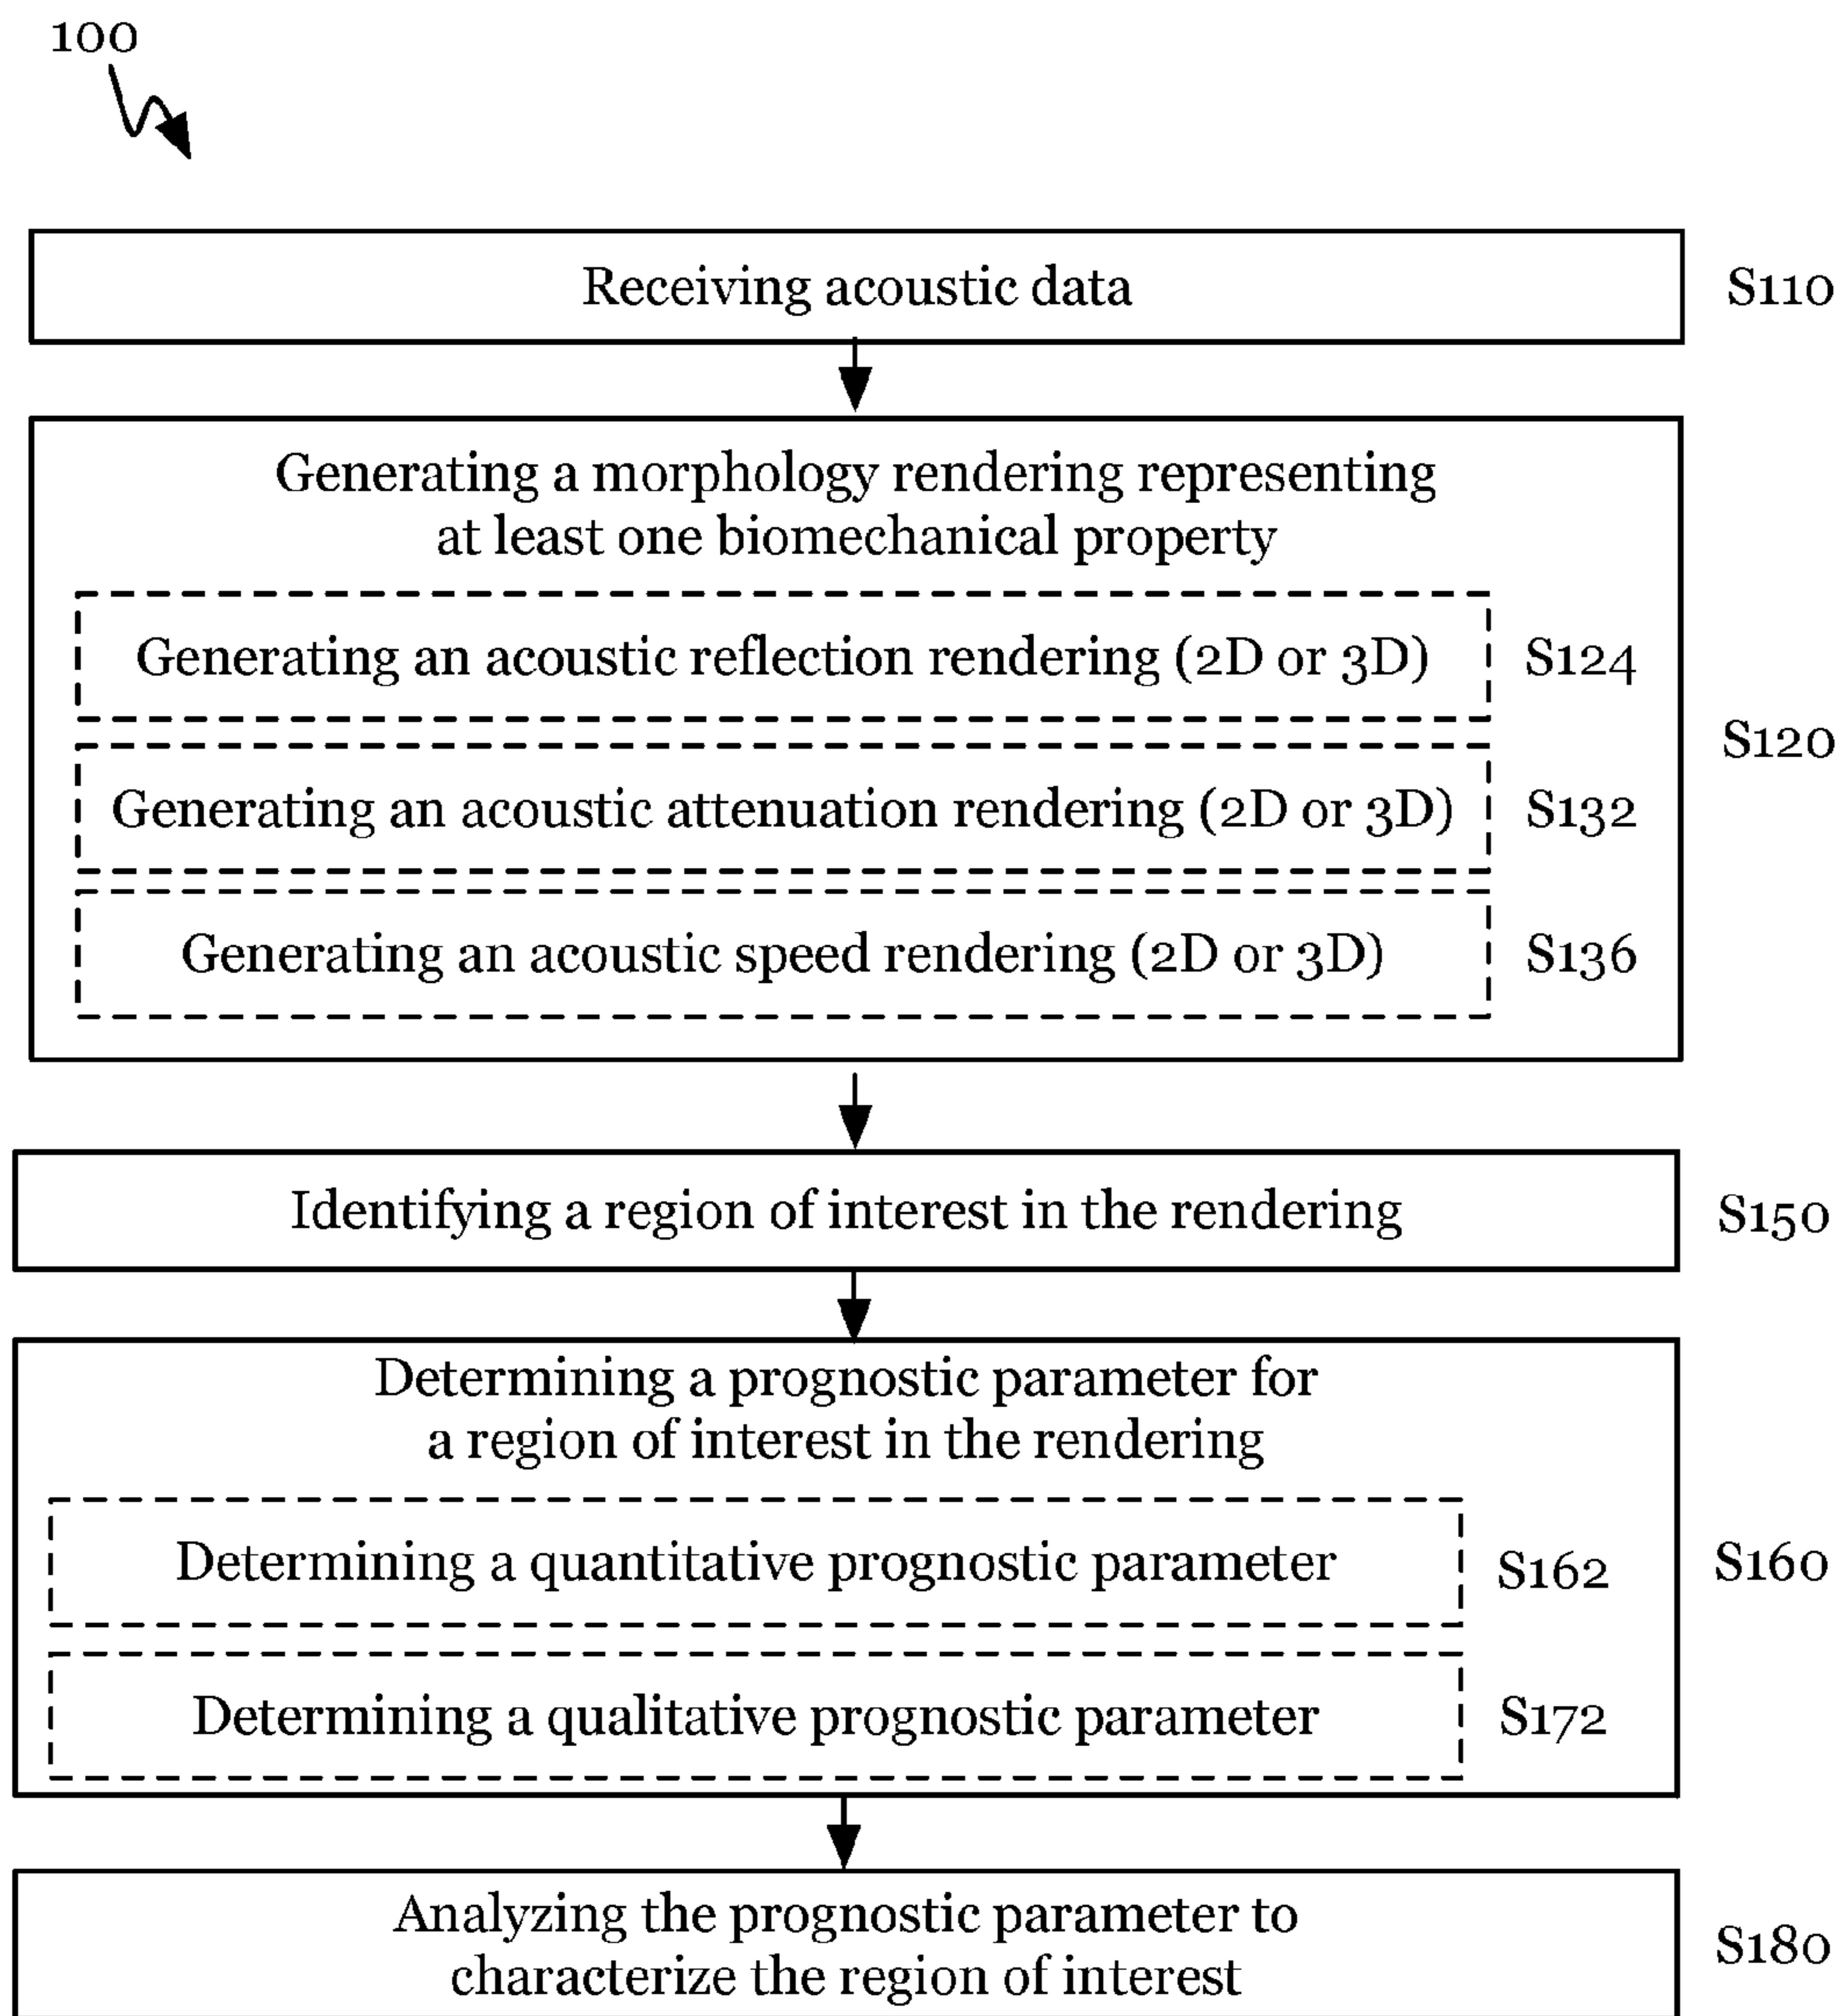 100
Receiving acoustic data
S110
Generating a morphology rendering representing
at least one biomechanical property
Generating an acoustic reflection rendering (2D or 3D)
S124
S120
Generating an acoustic attenuation rendering (2D or 3D)
S132
Generating an acoustic speed rendering (2D or 3D)
S136
Identifying a region of interest in the rendering
S150
Determining a prognostic parameter for
a region of interest in the rendering
Determining a quantitative prognostic parameter
S162
S160
Determining a qualitative prognostic parameter
S172
Analyzing the prognostic parameter to
characterize the region of interest
S180